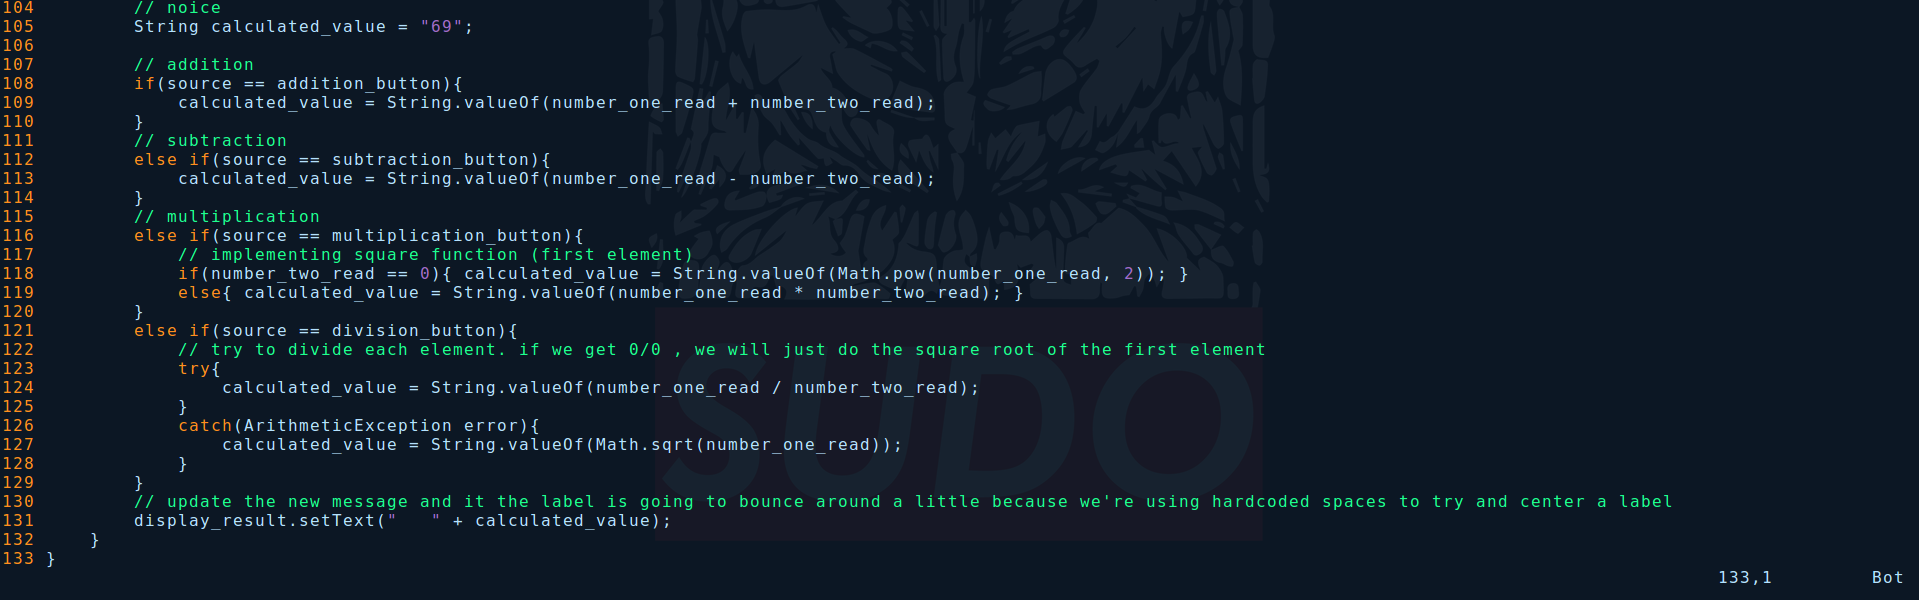 104         // noice
105         String calculated_value = "69";
106
107         // addition
108         if(source == addition_button){
109             calculated_value = String.valueOf(number_one_read + number_two_read);
110         }
111         // subtraction
112         else if(source == subtraction_button){
113             calculated_value = String.valueOf(number_one_read - number_two_read);
114         }
115         // multiplication
116         else if(source == multiplication_button){
117             // implementing square function (first element)
118             if(number_two_read == 0){ calculated_value = String.valueOf(Math.pow(number_one_read, 2)); }
119             else{ calculated_value = String.valueOf(number_one_read * number_two_read); }
120         }
121         else if(source == division_button){
122             // try to divide each element. if we get 0/0 , we will just do the square root of the first element
123             try{
124                 calculated_value = String.valueOf(number_one_read / number_two_read);
125             }
126             catch(ArithmeticException error){
127                 calculated_value = String.valueOf(Math.sqrt(number_one_read));
128             }
129         }
130         // update the new message and it the label is going to bounce around a little because we're using hardcoded spaces to try and center a label
131         display_result.setText("   " + calculated_value);
132     }
133 }
133,1         Bot
SUDO